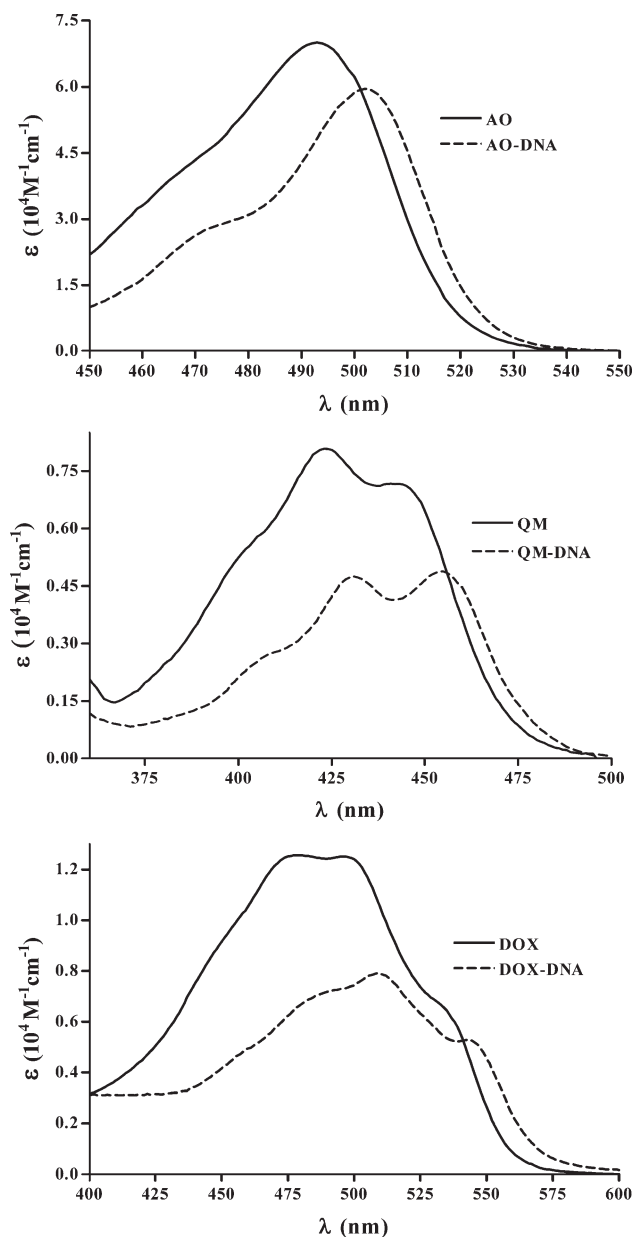 ε (10⁴M⁻¹cm⁻¹)
7.5
6.0
4.5
3.0
1.5
0.0
AO
AO-DNA
450 460 470 480 490 500 510 520 530 540 550
λ (nm)
ε (10⁴M⁻¹cm⁻¹)
0.75
0.60
0.45
0.30
0.15
0.00
QM
QM-DNA
375 400 425 450 475 500
λ (nm)
ε (10⁴M⁻¹cm⁻¹)
1.2
1.0
0.8
0.6
0.4
0.2
0.0
DOX
DOX-DNA
400 425 450 475 500 525 550 575 600
λ (nm)